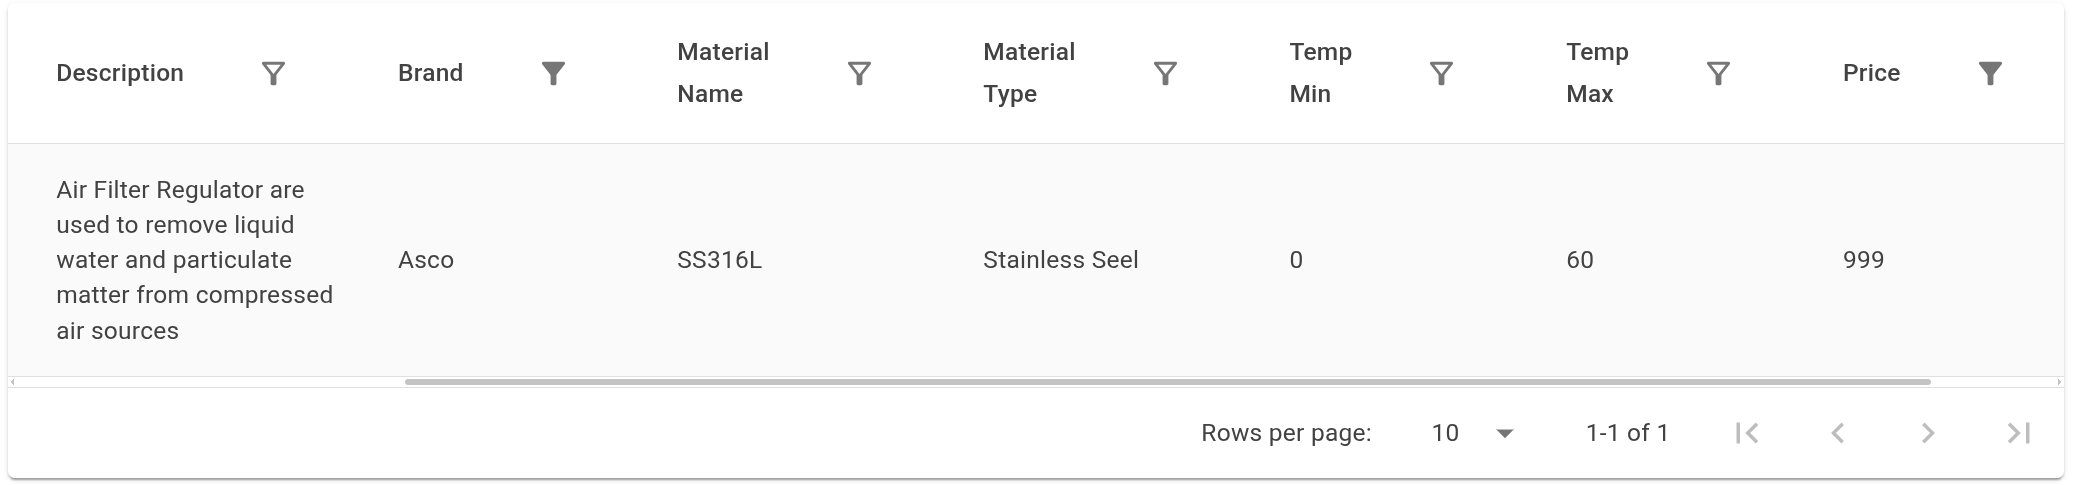 Description
Brand
Material
Name
Material
Type
Temp
Min
Temp
Max
Price
Air Filter Regulator are
used to remove liquid
water and particulate
matter from compressed
air sources
Asco
SS316L
Stainless Seel
0
60
999
Rows per page:
10
1-1 of 1